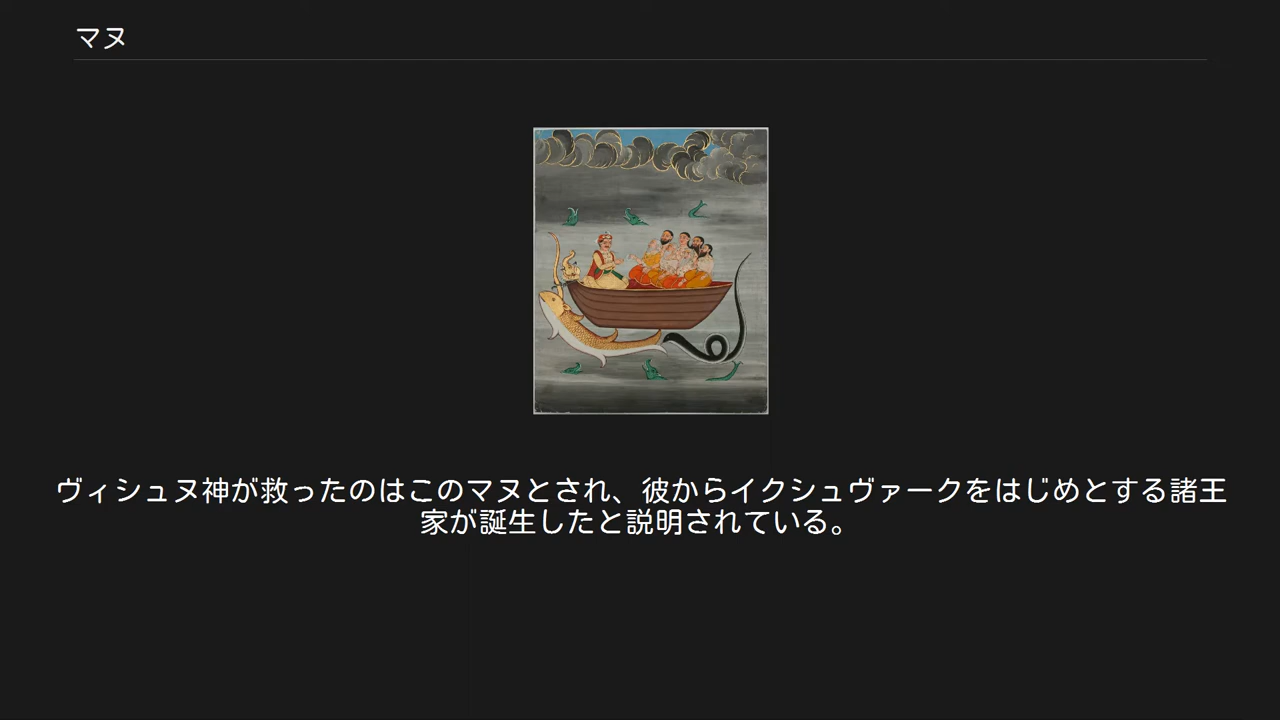 マヌ
ヴィシュヌ神が救ったのはこのマヌとされ、彼からイクシュヴァークをはじめとする諸王
家が誕生したと説明されている。